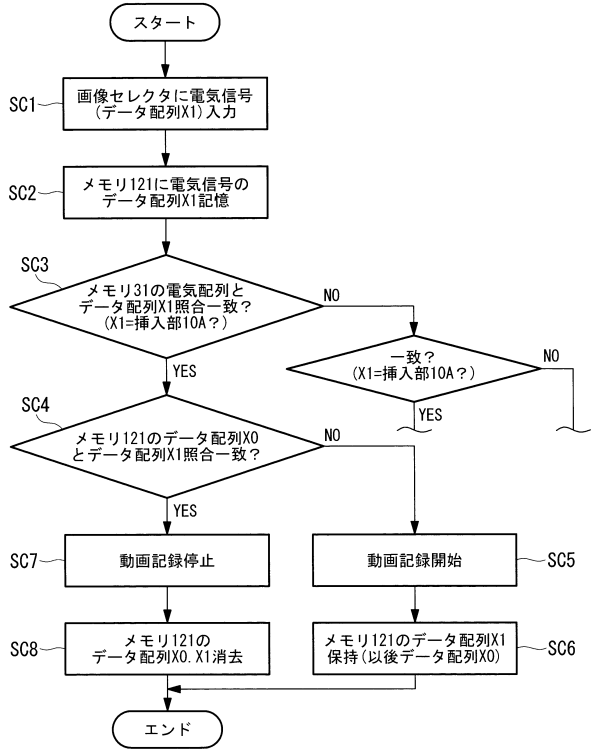 スタート
SC1
画像セレクタに電気信号
(データ配列X1)入力
SC2
メモリ121に電気信号の
データ配列X1記憶
SC3
メモリ31の電気配列と
データ配列X1照合一致?
(X1=挿入部10A?)
NO
YES
一致?
(X1=挿入部10A?)
NO
YES
SC4
メモリ121のデータ配列X0
とデータ配列X1照合一致?
NO
YES
SC7
動画記録停止
動画記録開始
SC5
SC8
メモリ121の
データ配列X0.X1消去
メモリ121のデータ配列X1
保持(以後データ配列X0)
SC6
エンド